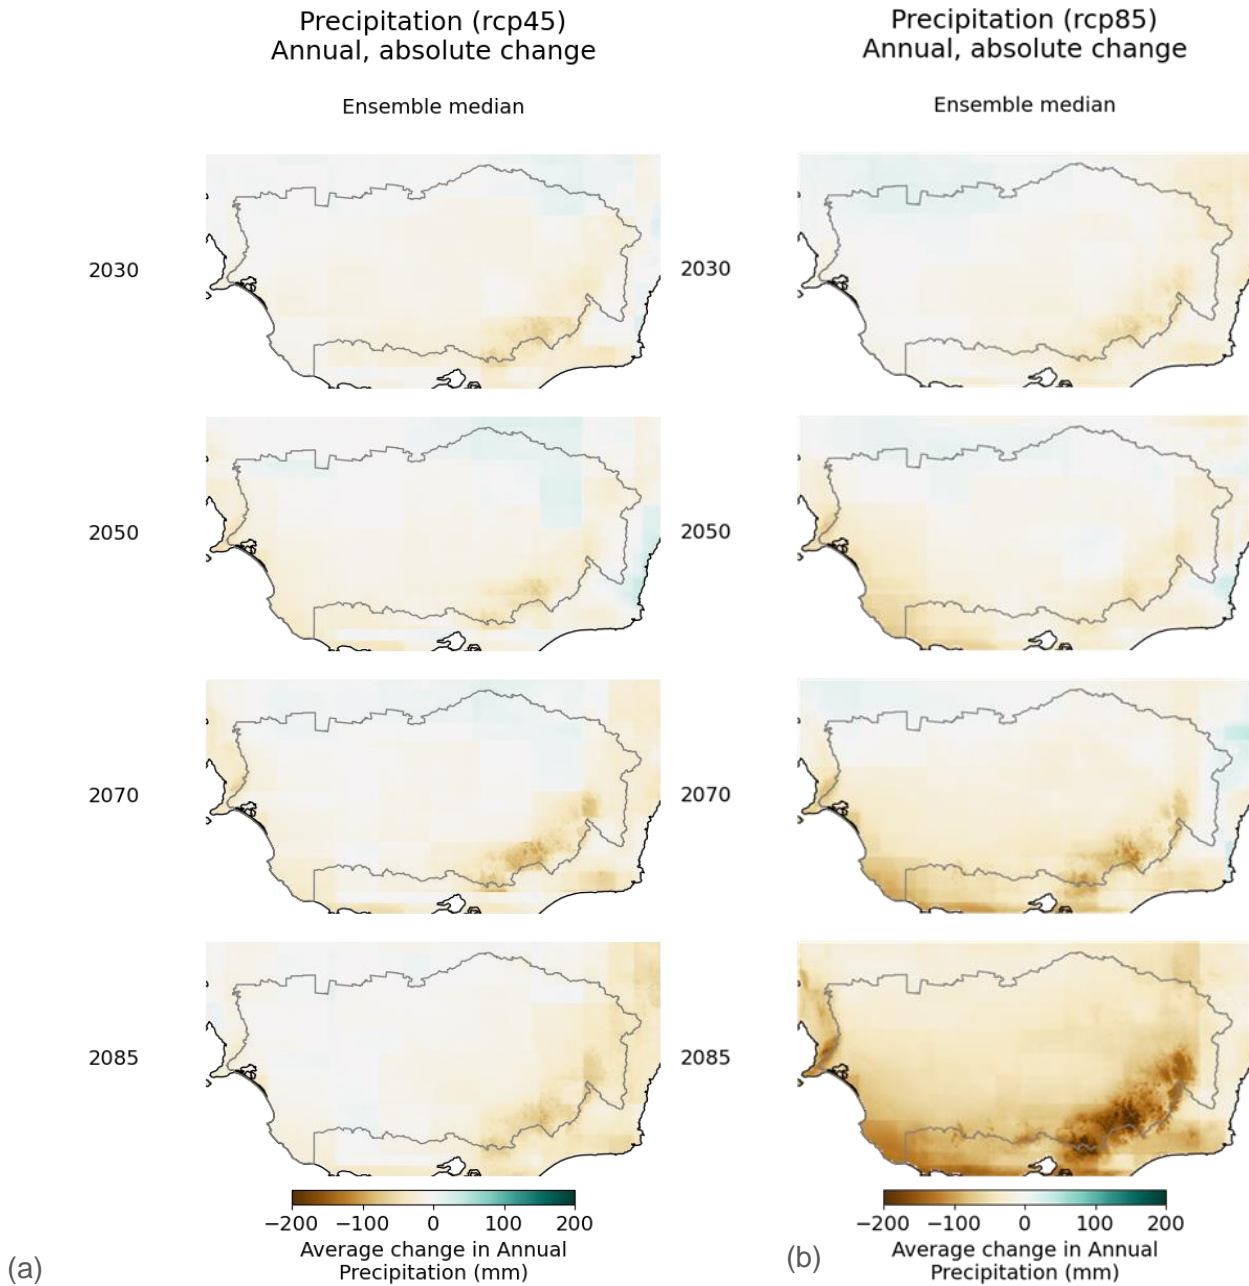 Precipitation (rcp45)
Annual, absolute change
Ensemble median
2030
2050
2070
2085
−200 −100 0 100 200
Average change in Annual
Precipitation (mm)
(a)
Precipitation (rcp85)
Annual, absolute change
Ensemble median
2030
2050
2070
2085
−200 −100 0 100 200
Average change in Annual
Precipitation (mm)
(b)